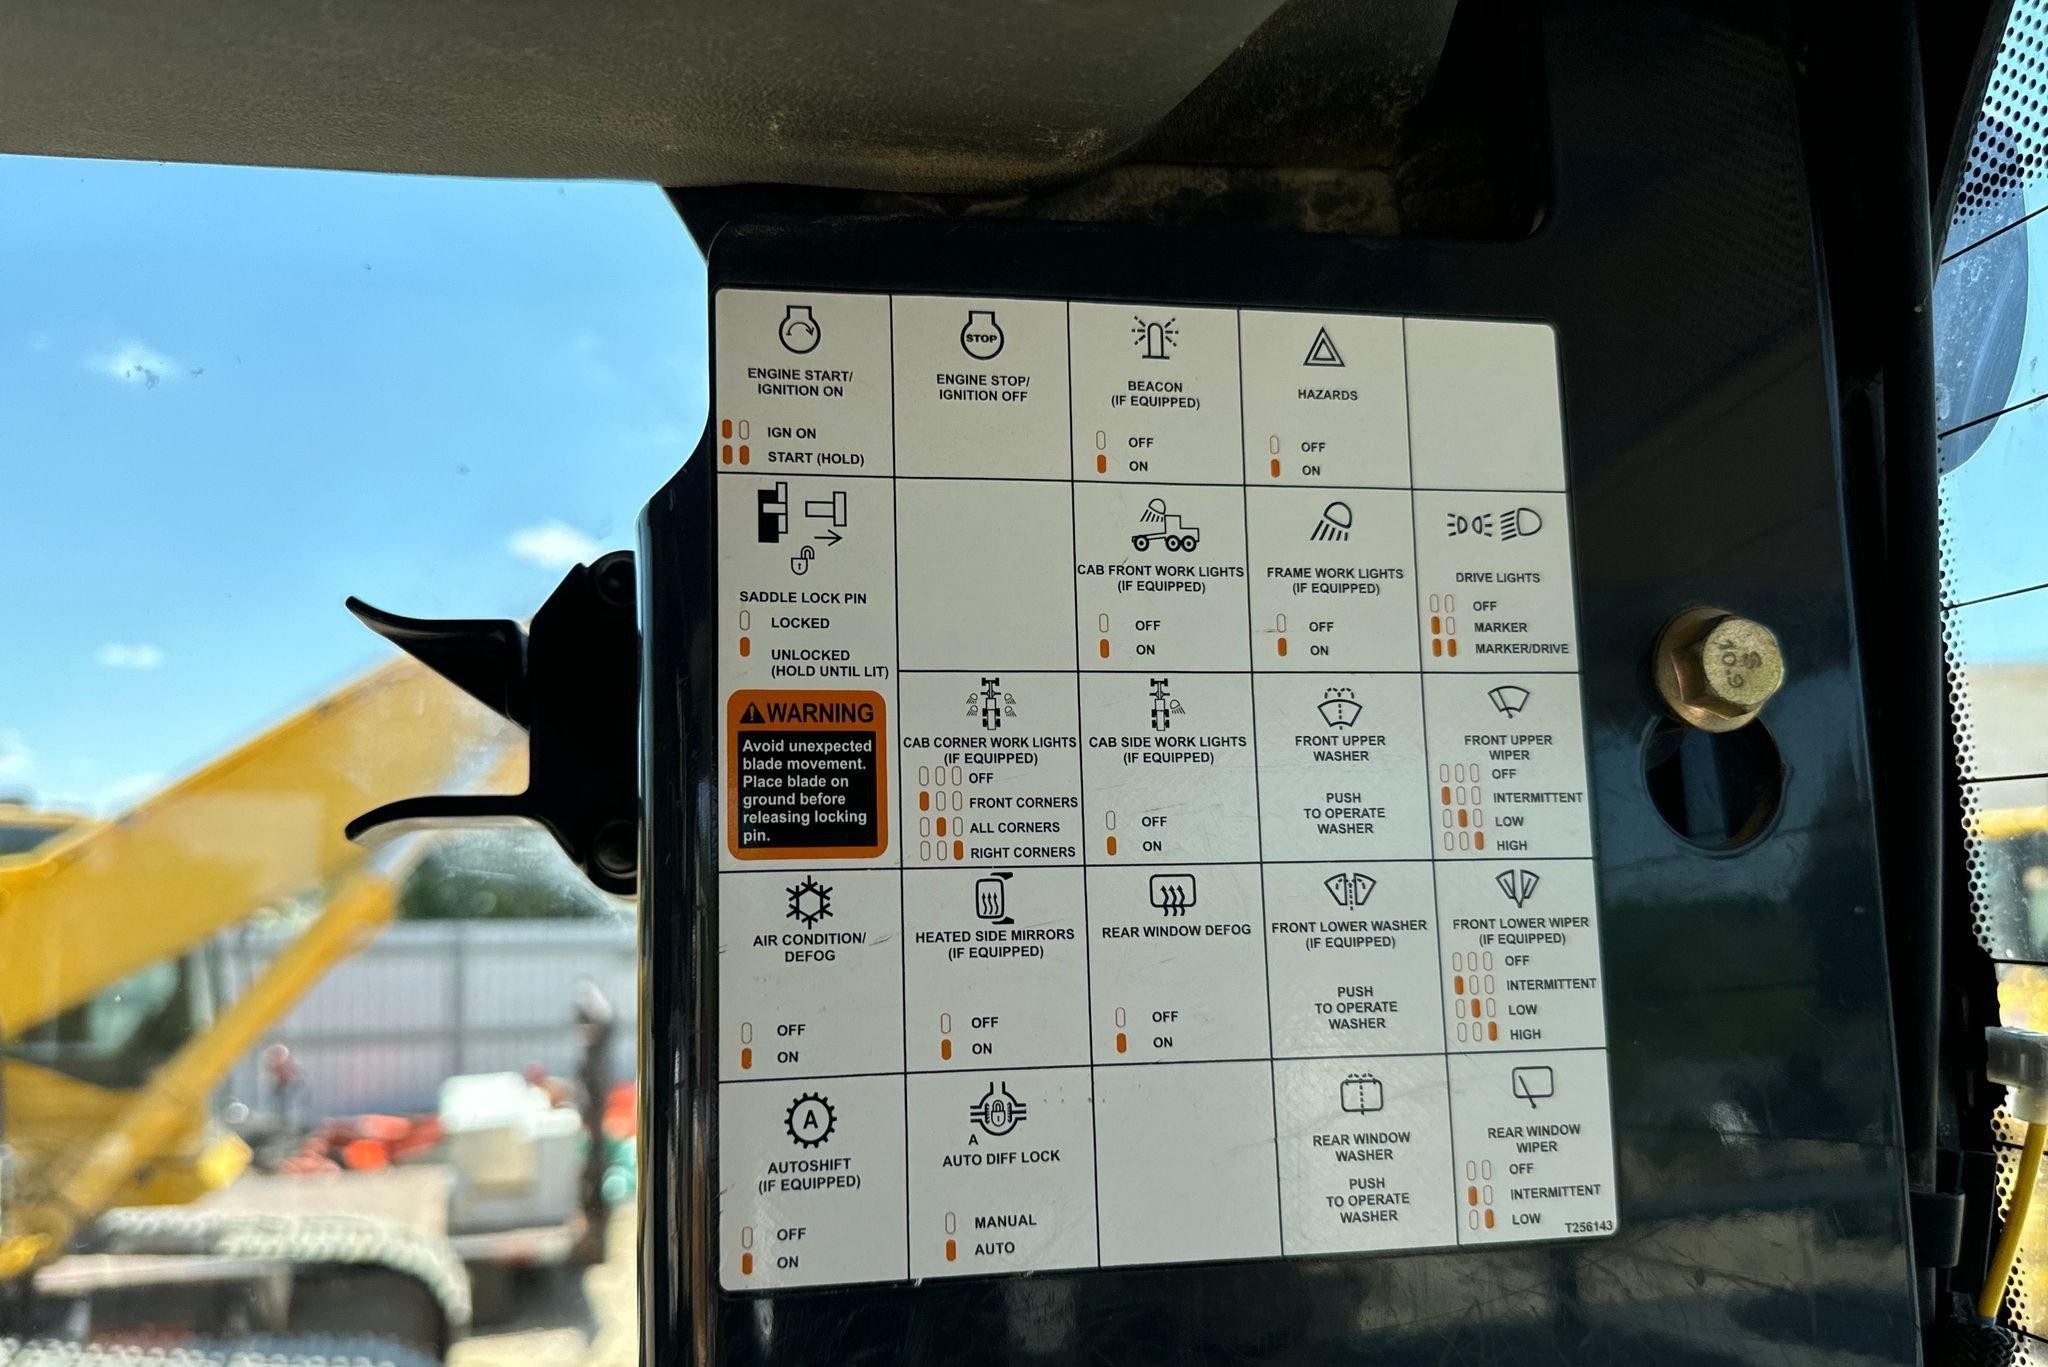 ENGINE START/
IGNITION ON
IGN ON
START (HOLD)
STOP
ENGINE STOP/
IGNITION OFF
BEACON
(IF EQUIPPED)
OFF
ON
HAZARDS
OFF
ON
SADDLE LOCK PIN
LOCKED
UNLOCKED
(HOLD UNTIL LIT)
WARNING
Avoid unexpected
blade movement.
Place blade on
ground before
releasing locking
pin.
CAB FRONT WORK LIGHTS
(IF EQUIPPED)
OFF
ON
FRAME WORK LIGHTS
(IF EQUIPPED)
OFF
ON
DRIVE LIGHTS
OFF
MARKER
MARKER/DRIVE
CAB CORNER WORK LIGHTS
(IF EQUIPPED)
OFF
FRONT CORNERS
ALL CORNERS
RIGHT CORNERS
CAB SIDE WORK LIGHTS
(IF EQUIPPED)
OFF
ON
FRONT UPPER
WASHER
PUSH
TO OPERATE
WASHER
FRONT UPPER
WIPER
OFF
INTERMITTENT
LOW
HIGH
AIR CONDITION/
DEFOG
OFF
ON
HEATED SIDE MIRRORS
(IF EQUIPPED)
OFF
ON
REAR WINDOW DEFOG
OFF
ON
FRONT LOWER WASHER
(IF EQUIPPED)
PUSH
TO OPERATE
WASHER
FRONT LOWER WIPER
(IF EQUIPPED)
OFF
INTERMITTENT
LOW
HIGH
A
AUTOSHIFT
(IF EQUIPPED)
OFF
ON
A
AUTO DIFF LOCK
MANUAL
AUTO
REAR WINDOW
WASHER
PUSH
TO OPERATE
WASHER
REAR WINDOW
WIPER
OFF
INTERMITTENT
LOW
T256143
10.9
S